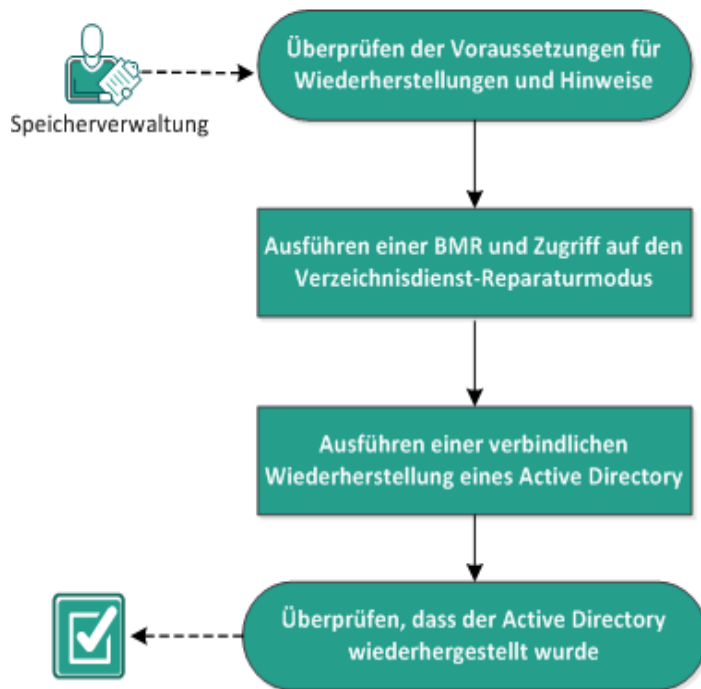 Überprüfen der Voraussetzungen für
Wiederherstellungen und Hinweise
Speicherverwaltung
Ausführen einer BMR und Zugriff auf den
Verzeichnisdienst-Reparaturmodus
Ausführen einer verbindlichen
Wiederherstellung eines Active Directory
Überprüfen, dass der Active Directory
wiederhergestellt wurde